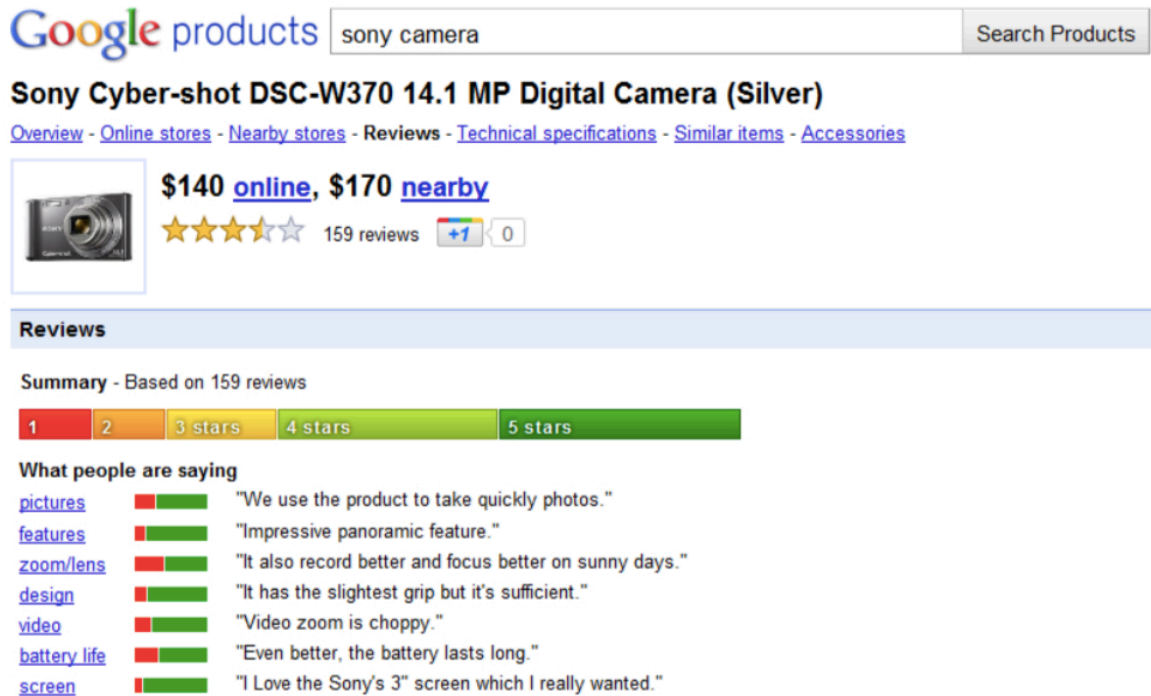 Google products sony camera Search Products
Sony Cyber-shot DSC-W370 14.1 MP Digital Camera (Silver)
Overview - Online stores - Nearby stores - Reviews - Technical specifications - Similar items - Accessories
$140 online, $170 nearby
159 reviews +1 0
SONY
Cyber-shot
Reviews
Summary - Based on 159 reviews
1 2 3 stars 4 stars 5 stars
What people are saying
pictures "We use the product to take quickly photos."
features "Impressive panoramic feature."
zoom/lens "It also record better and focus better on sunny days."
design "It has the slightest grip but it's sufficient."
video "Video zoom is choppy."
battery life "Even better, the battery lasts long."
screen "I Love the Sony's 3" screen which I really wanted."